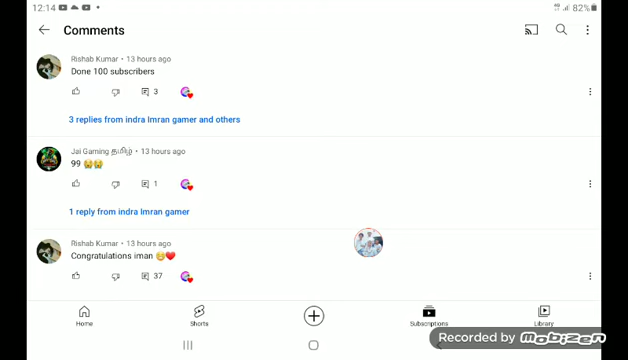 12:14
82%
Comments
Rishab Kumar • 13 hours ago
Done 100 subscribers
3
3 replies from indra Imran gamer and others
Jai Gaming தமிழ் • 13 hours ago
99 😭😭
1
1 reply from indra Imran gamer
Rishab Kumar • 13 hours ago
Congratulations iman 🥲❤️
37
Home
Shorts
Subscriptions
Library
Recorded by mobizen